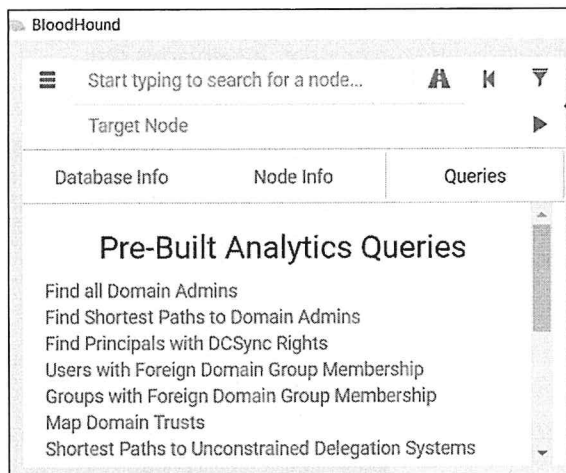 BloodHound
Start typing to search for a node...
Target Node
Database Info Node Info Queries
Pre-Built Analytics Queries
Find all Domain Admins
Find Shortest Paths to Domain Admins
Find Principals with DCSync Rights
Users with Foreign Domain Group Membership
Groups with Foreign Domain Group Membership
Map Domain Trusts
Shortest Paths to Unconstrained Delegation Systems